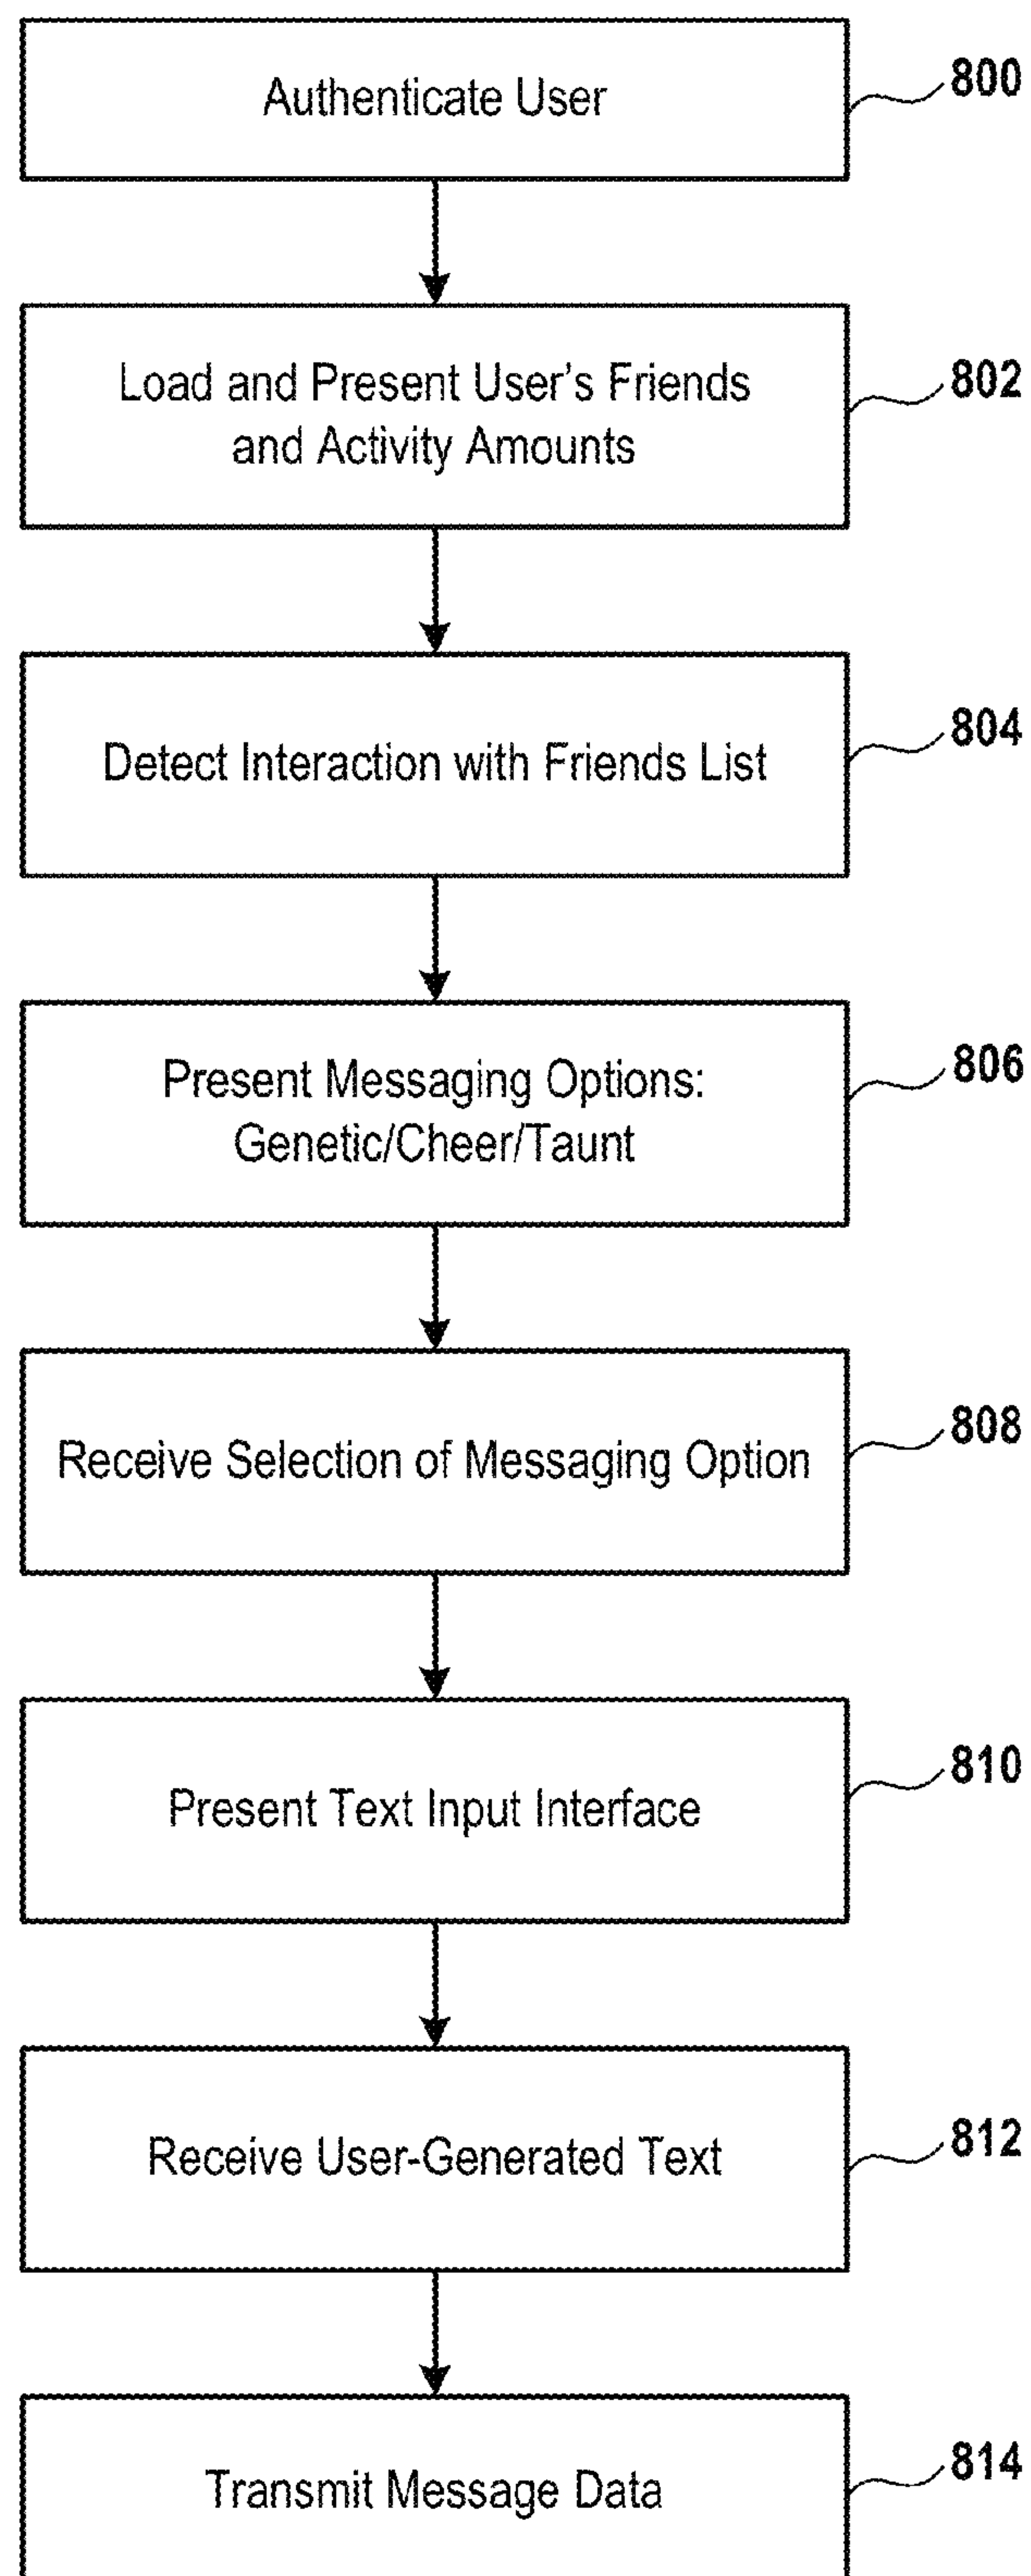 Authenticate User
800
Load and Present User's Friends
and Activity Amounts
802
Detect Interaction with Friends List
804
Present Messaging Options:
Genetic/Cheer/Taunt
806
Receive Selection of Messaging Option
808
Present Text Input Interface
810
Receive User-Generated Text
812
Transmit Message Data
814